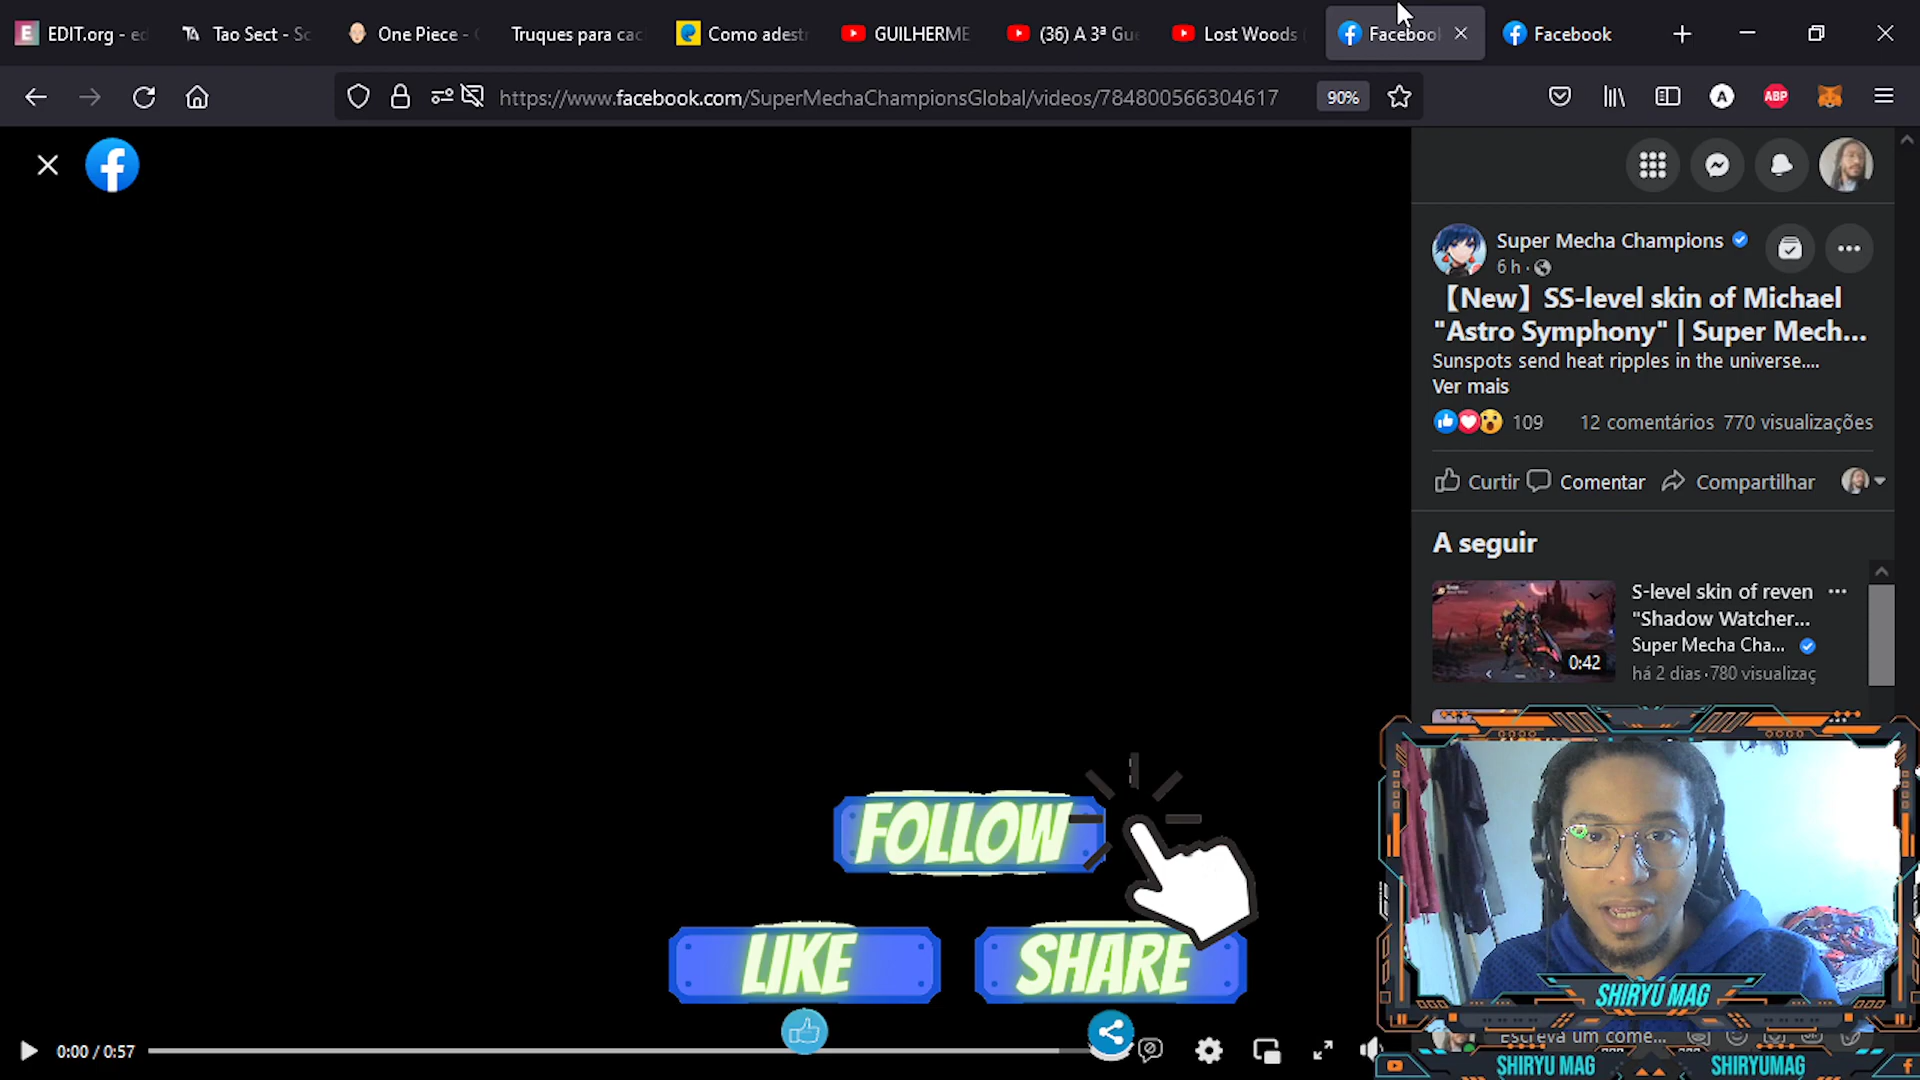 EDIT.org - ed
Tao Sect - Sc
One Piece -
Truques para cac
Como adest
GUILHERME
(36) A 3ª Gue
Lost Woods
Faceboo
Facebook
https://www.facebook.com/SuperMechaChampionsGlobal/videos/784800566304617
90%
ABP
Super Mecha Champions
6 h ·
【New】SS-level skin of Michael
"Astro Symphony" | Super Mech...
Sunspots send heat ripples in the universe....
Ver mais
109
12 comentários
770 visualizações
Curtir
Comentar
Compartilhar
A seguir
S-level skin of reven
"Shadow Watcher...
Super Mecha Cha...
há 2 dias · 780 visualizaç
0:42
FOLLOW
LIKE
SHARE
SHIRYÚ MAG
Escreva um come...
0:00 / 0:57
SHIRYÚ MAG
SHIRYUMAG